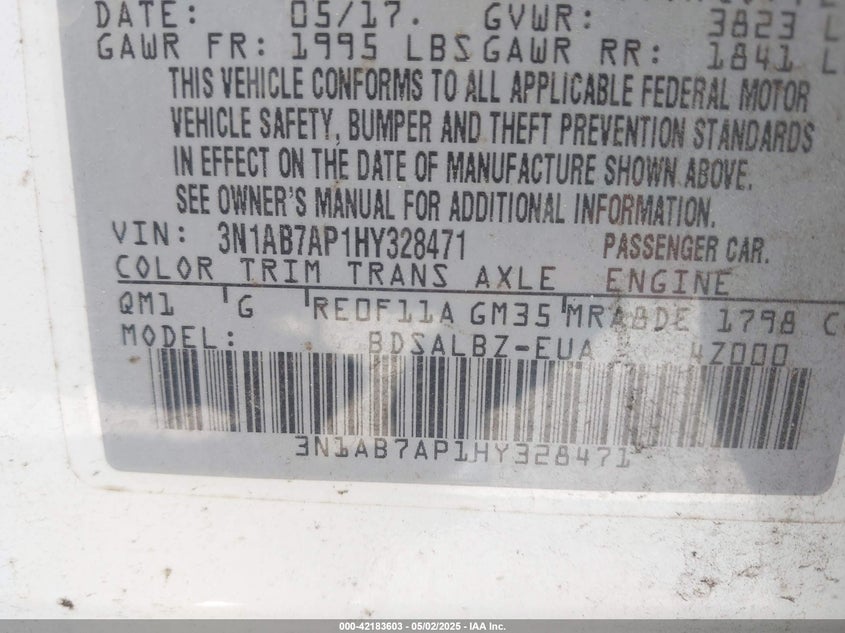 DATE: 05/17. GVWR: 3823 L
GAWR FR: 1995 LBS GAWR RR: 1841 L
THIS VEHICLE CONFORMS TO ALL APPLICABLE FEDERAL MOTOR
VEHICLE SAFETY, BUMPER AND THEFT PREVENTION STANDARDS
IN EFFECT ON THE DATE OF MANUFACTURE SHOWN ABOVE.
SEE OWNER'S MANUAL FOR ADDITIONAL INFORMATION.
VIN: 3N1AB7AP1HY328471 PASSENGER CAR.
COLOR TRIM TRANS AXLE ENGINE
QM1 G RE0F11A GM35 MRA8DE 1798 C
MODEL: BDSALBZ-EUA 4Z000
3N1AB7AP1HY328471
000-42183603 - 05/02/2025 - IAA Inc.